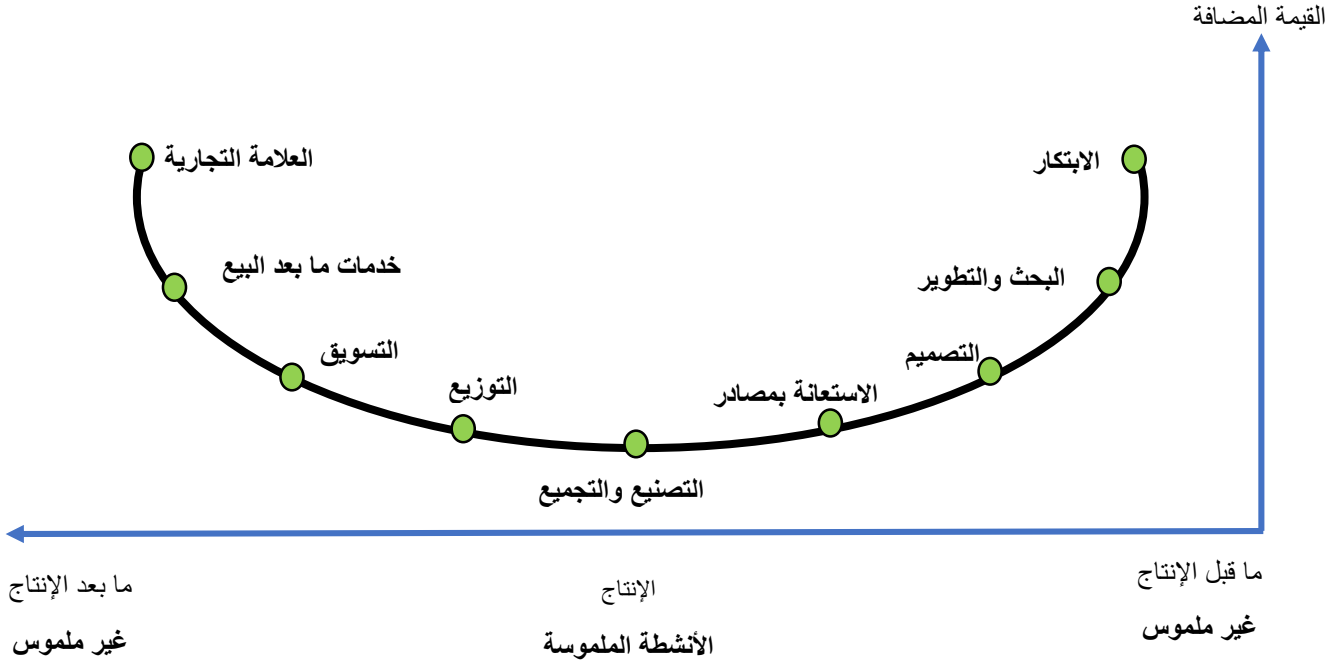 القيمة المضافة
الابتكار
العلامة التجارية
البحث والتطوير
خدمات ما بعد البيع
التصميم
التسويق
الاستعانة بمصادر
التوزيع
التصنيع والتجميع
ما قبل الإنتاج
الإنتاج
ما بعد الإنتاج
غير ملموس
الأنشطة الملموسة
غير ملموس